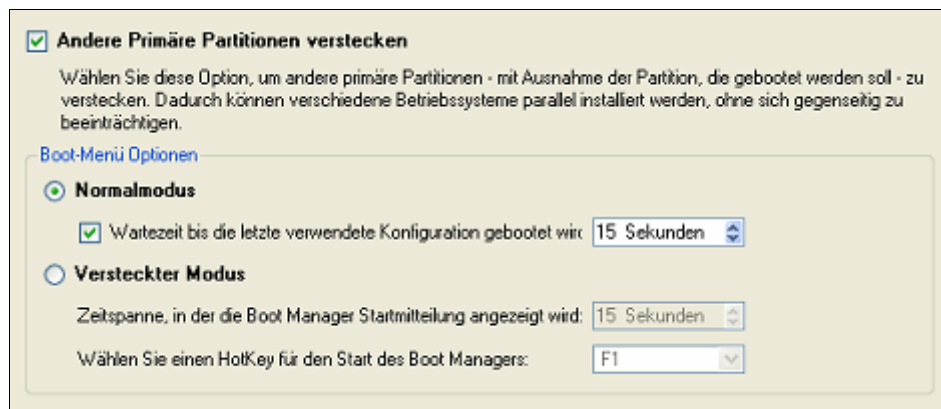 Andere Primäre Partitionen verstecken
Wählen Sie diese Option, um andere primäre Partitionen - mit Ausnahme der Partition, die gebootet werden soll - zu
verstecken. Dadurch können verschiedene Betriebssysteme parallel installiert werden, ohne sich gegenseitig zu
beeinträchtigen.
Boot-Menü Optionen
Normalmodus
Wartezeit bis die letzte verwendete Konfiguration gebootet wird 15 Sekunden
Versteckter Modus
Zeitspanne, in der die Boot Manager Startmitteilung angezeigt wird: 15 Sekunden
Wählen Sie einen HotKey für den Start des Boot Managers: F1